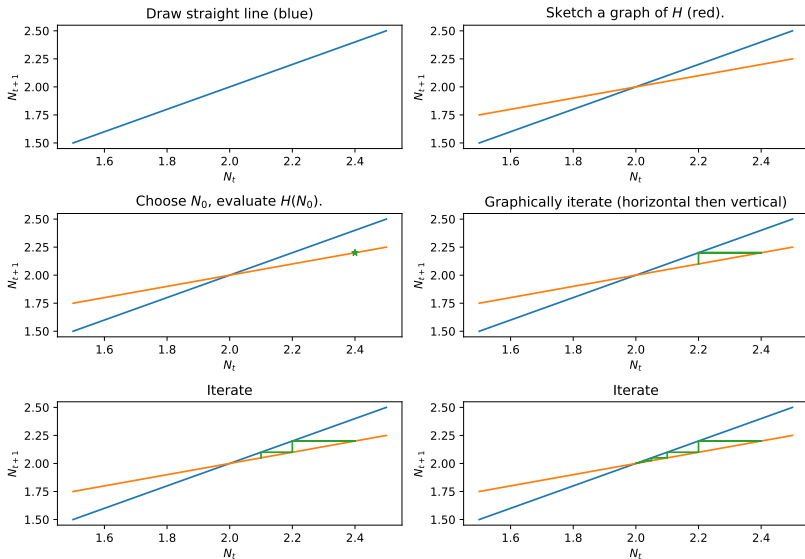 Draw straight line (blue)
2.50
2.25
2.00
1.75
1.50
N_{t+1}
1.6 1.8 2.0 2.2 2.4
N_t
Sketch a graph of H (red).
2.50
2.25
2.00
1.75
1.50
N_{t+1}
1.6 1.8 2.0 2.2 2.4
N_t
Choose N_0, evaluate H(N_0).
2.50
2.25
2.00
1.75
1.50
N_{t+1}
1.6 1.8 2.0 2.2 2.4
N_t
Graphically iterate (horizontal then vertical)
2.50
2.25
2.00
1.75
1.50
N_{t+1}
1.6 1.8 2.0 2.2 2.4
N_t
Iterate
2.50
2.25
2.00
1.75
1.50
N_{t+1}
1.6 1.8 2.0 2.2 2.4
N_t
Iterate
2.50
2.25
2.00
1.75
1.50
N_{t+1}
1.6 1.8 2.0 2.2 2.4
N_t